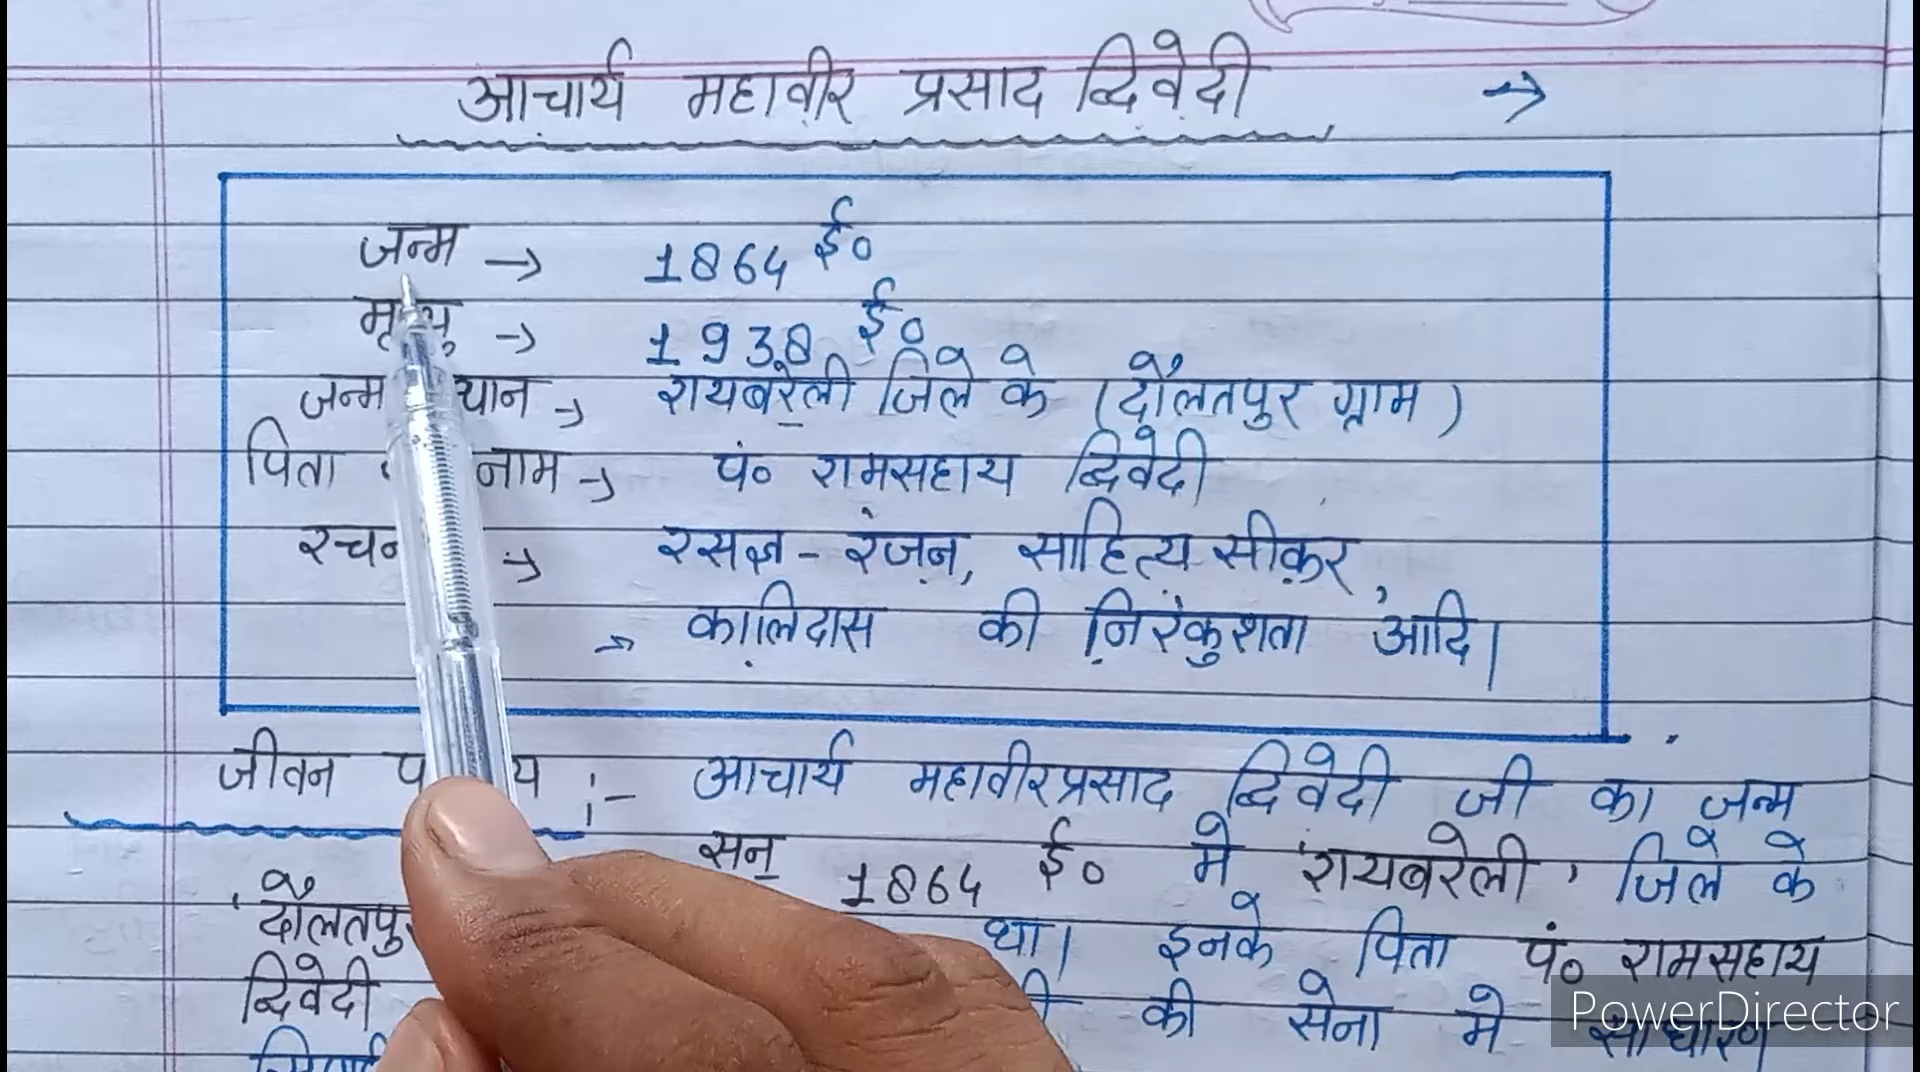 आचार्य महावीर प्रसाद द्विवेदी →
जन्म → 1864 ई०
मृत्यु → 1938 ई०
जन्म → रायबरेली जिले के (दौलतपुर ग्राम)
पिता नाम → पं० रामसहाय द्विवेदी
→ रसज्ञ - रंजन, साहित्य सीकर,
→ कालिदास की निरंकुशता आदि।
जीवन :- आचार्य महावीरप्रसाद द्विवेदी जी का जन्म
सन् 1864 ई० मे 'रायबरेली' जिले के
'दौलतपुर था। इनके पिता पं० रामसहाय
द्विवेदी की सेना मे साधारण
PowerDirector